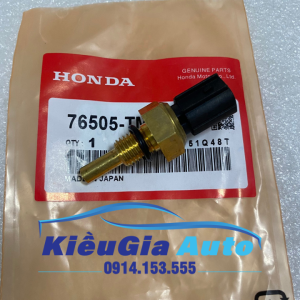 GENUINE PARTS
Honda Motor Co., Ltd.
HONDA
76505-T
QTY: 1
51Q48T
MADE IN JAPAN
KiềuGia Auto
0914.153.555